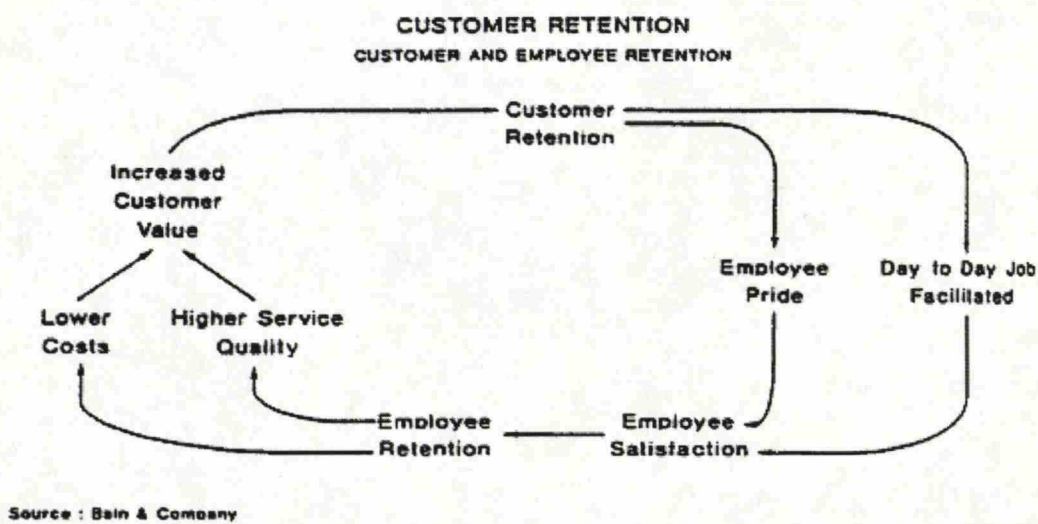 CUSTOMER RETENTION
CUSTOMER AND EMPLOYEE RETENTION
Customer
Retention
Increased
Customer
Value
Employee
Pride
Day to Day Job
Facilitated
Lower
Costs
Higher Service
Quality
Employee
Retention
Employee
Satisfaction
Source : Bain & Company